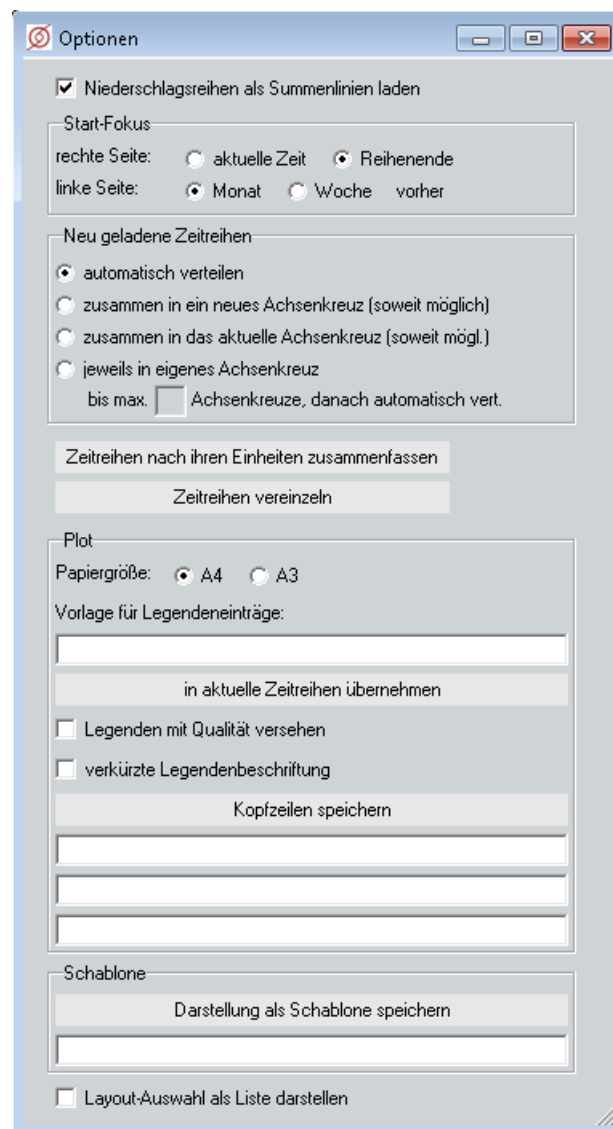 Optionen
Niederschlagsreihen als Summenlinien laden
Start-Fokus
rechte Seite: aktuelle Zeit Reihenende
linke Seite: Monat Woche vorher
Neu geladene Zeitreihen
automatisch verteilen
zusammen in ein neues Achsenkreuz (soweit möglich)
zusammen in das aktuelle Achsenkreuz (soweit mögl.)
jeweils in eigenes Achsenkreuz
bis max. Achsenkreuze, danach automatisch vert.
Zeitreihen nach ihren Einheiten zusammenfassen
Zeitreihen vereinzeln
Plot
Papiergröße: A4 A3
Vorlage für Legendeneinträge:
in aktuelle Zeitreihen übernehmen
Legenden mit Qualität versehen
verkürzte Legendenbeschriftung
Kopfzeilen speichern
Schablone
Darstellung als Schablone speichern
Layout-Auswahl als Liste darstellen